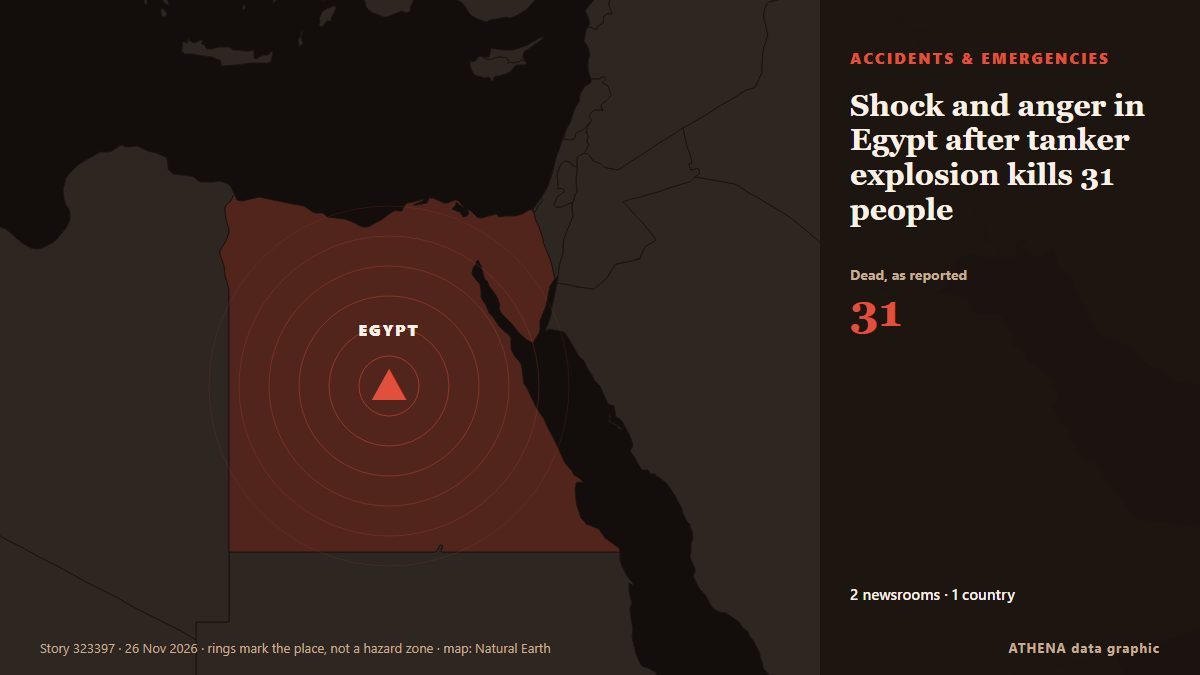 ACCIDENTS & EMERGENCIES
Shock and anger in
Egypt after tanker
explosion kills 31
people
Dead, as reported
31
EGYPT
2 newsrooms · 1 country
Story 323397 · 26 Nov 2026 · rings mark the place, not a hazard zone · map: Natural Earth
ATHENA data graphic